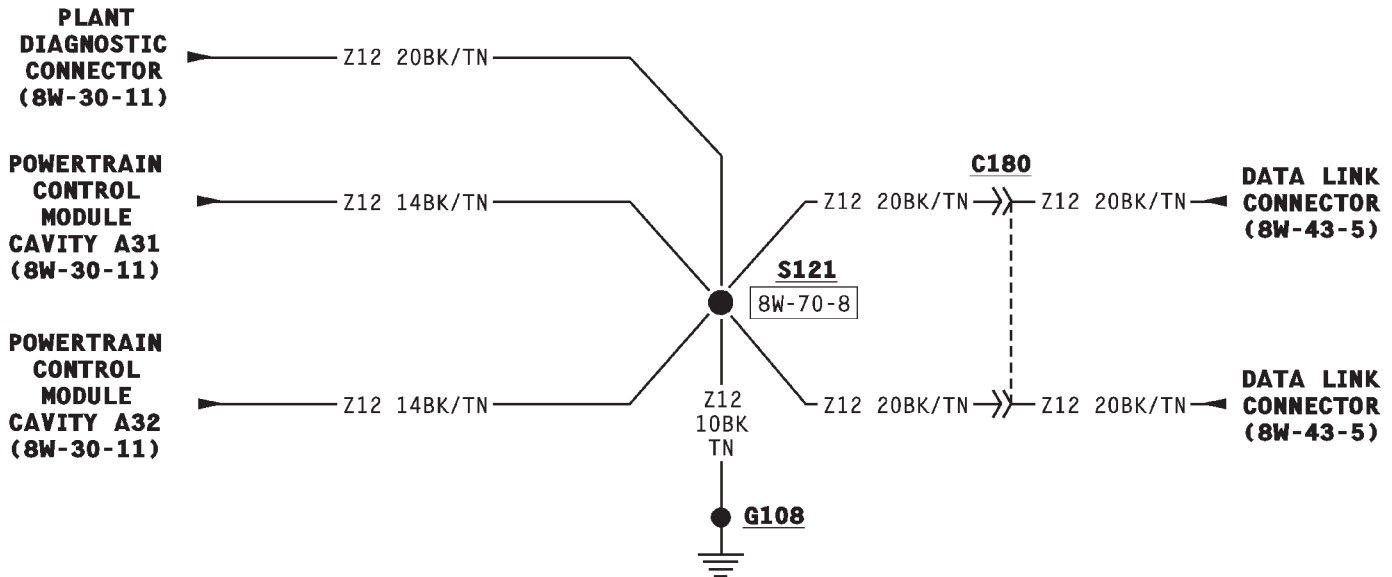 PLANT
DIAGNOSTIC
CONNECTOR
(8W-30-11)
Z12 20BK/TN
POWERTRAIN
CONTROL
MODULE
CAVITY A31
(8W-30-11)
Z12 14BK/TN
POWERTRAIN
CONTROL
MODULE
CAVITY A32
(8W-30-11)
Z12 14BK/TN
S121
8W-70-8
Z12
10BK
TN
G108
C180
Z12 20BK/TN
Z12 20BK/TN
DATA LINK
CONNECTOR
(8W-43-5)
Z12 20BK/TN
Z12 20BK/TN
DATA LINK
CONNECTOR
(8W-43-5)